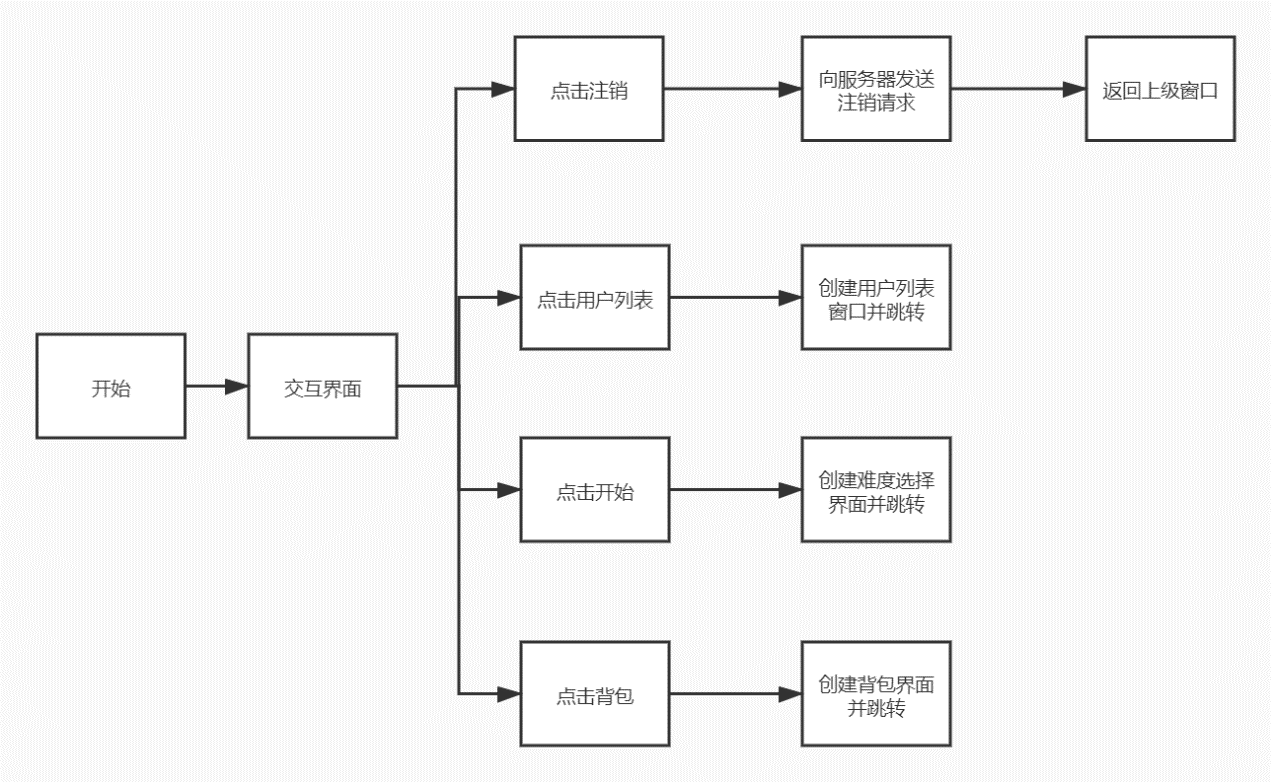 点击注销
向服务器发送
注销请求
返回上级窗口
点击用户列表
创建用户列表
窗口并跳转
开始
交互界面
点击开始
创建难度选择
界面并跳转
点击背包
创建背包界面
并跳转